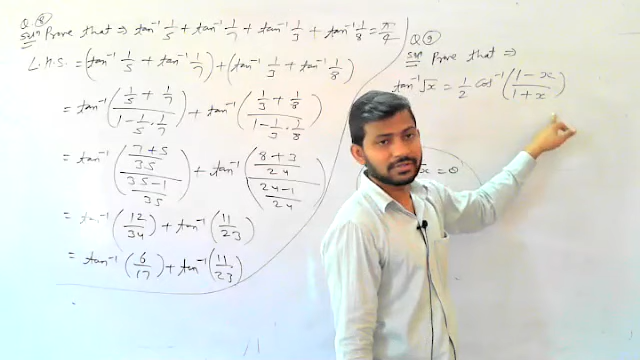 Q.8
Solⁿ Prove that ⇒ tan⁻¹ 1/5 + tan⁻¹ 1/7 + tan⁻¹ 1/3 + tan⁻¹ 1/8 = π/4
L.H.S. = (tan⁻¹ 1/5 + tan⁻¹ 1/7) + (tan⁻¹ 1/3 + tan⁻¹ 1/8)
= tan⁻¹ ((1/5 + 1/7)/(1 - 1/5 · 1/7)) + tan⁻¹ ((1/3 + 1/8)/(1 - 1/3 · 1/8))
= tan⁻¹ (((7+5)/35)/((35-1)/35)) + tan⁻¹ (((8+3)/24)/((24-1)/24))
= tan⁻¹ (12/34) + tan⁻¹ (11/23)
= tan⁻¹ (6/17) + tan⁻¹ (11/23)
Q 9
Solⁿ Prove that ⇒
tan⁻¹ √x = 1/2 cos⁻¹ ((1-x)/(1+x))
x = θ